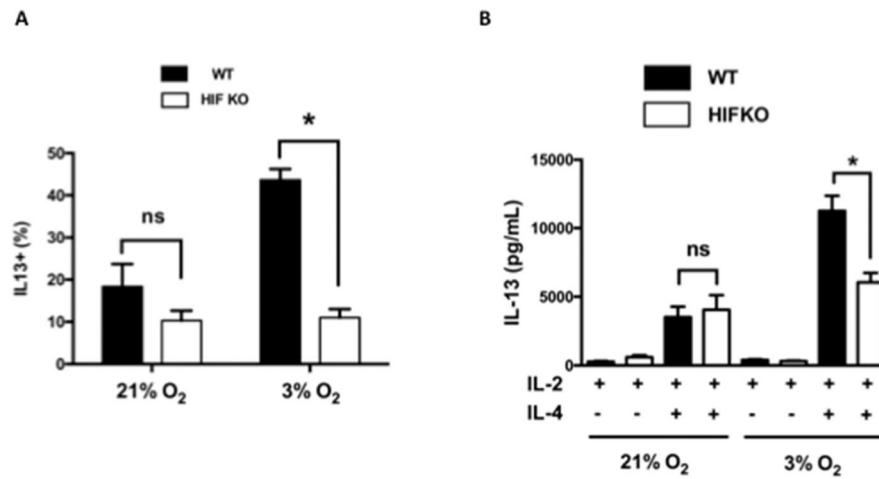 A
WT
HIF KO
IL13+ (%)
50
40
30
20
10
0
ns
*
21% O₂
3% O₂
B
WT
HIFKO
IL-13 (pg/mL)
15000
10000
5000
0
ns
*
IL-2 + + + + + + + +
IL-4 - - + + - - + +
21% O₂
3% O₂